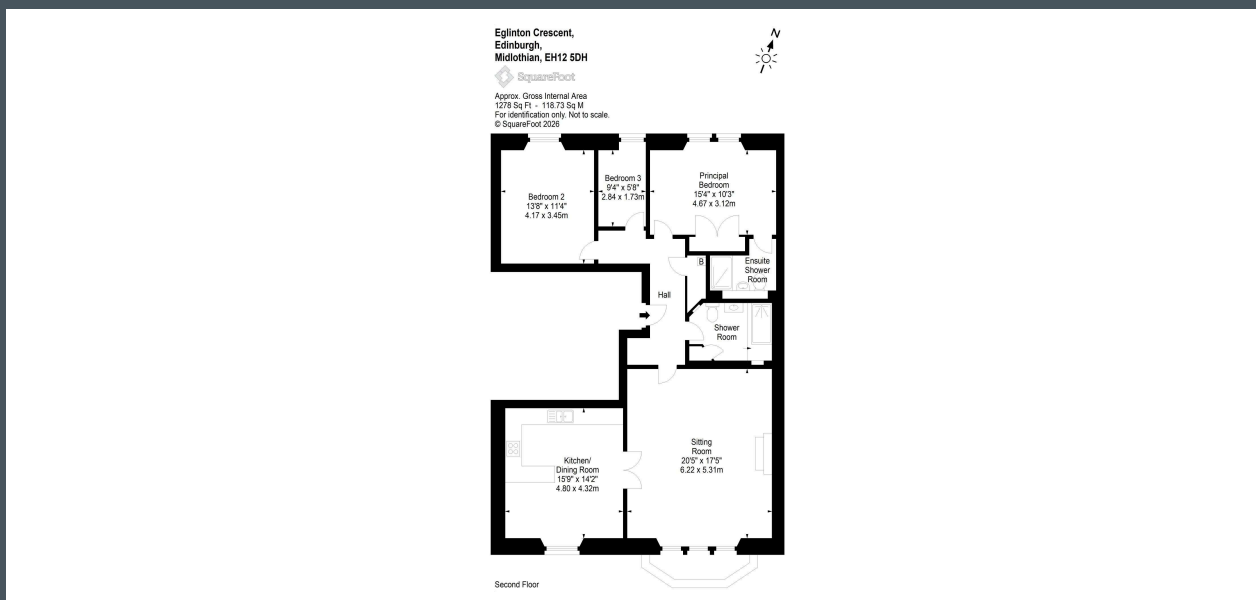 Eglinton Crescent,
Edinburgh,
Midlothian, EH12 5DH
SquareFoot
Approx. Gross Internal Area
1278 Sq Ft - 118.73 Sq M
For identification only. Not to scale.
© SquareFoot 2026
N
Bedroom 2
13'8" x 11'4"
4.17 x 3.45m
Bedroom 3
9'4" x 5'8"
2.84 x 1.73m
Principal
Bedroom
15'4" x 10'3"
4.67 x 3.12m
B
Ensuite
Shower
Room
Hall
Shower
Room
Sitting
Room
20'5" x 17'5"
6.22 x 5.31m
Kitchen/
Dining Room
15'9" x 14'2"
4.80 x 4.32m
Second Floor